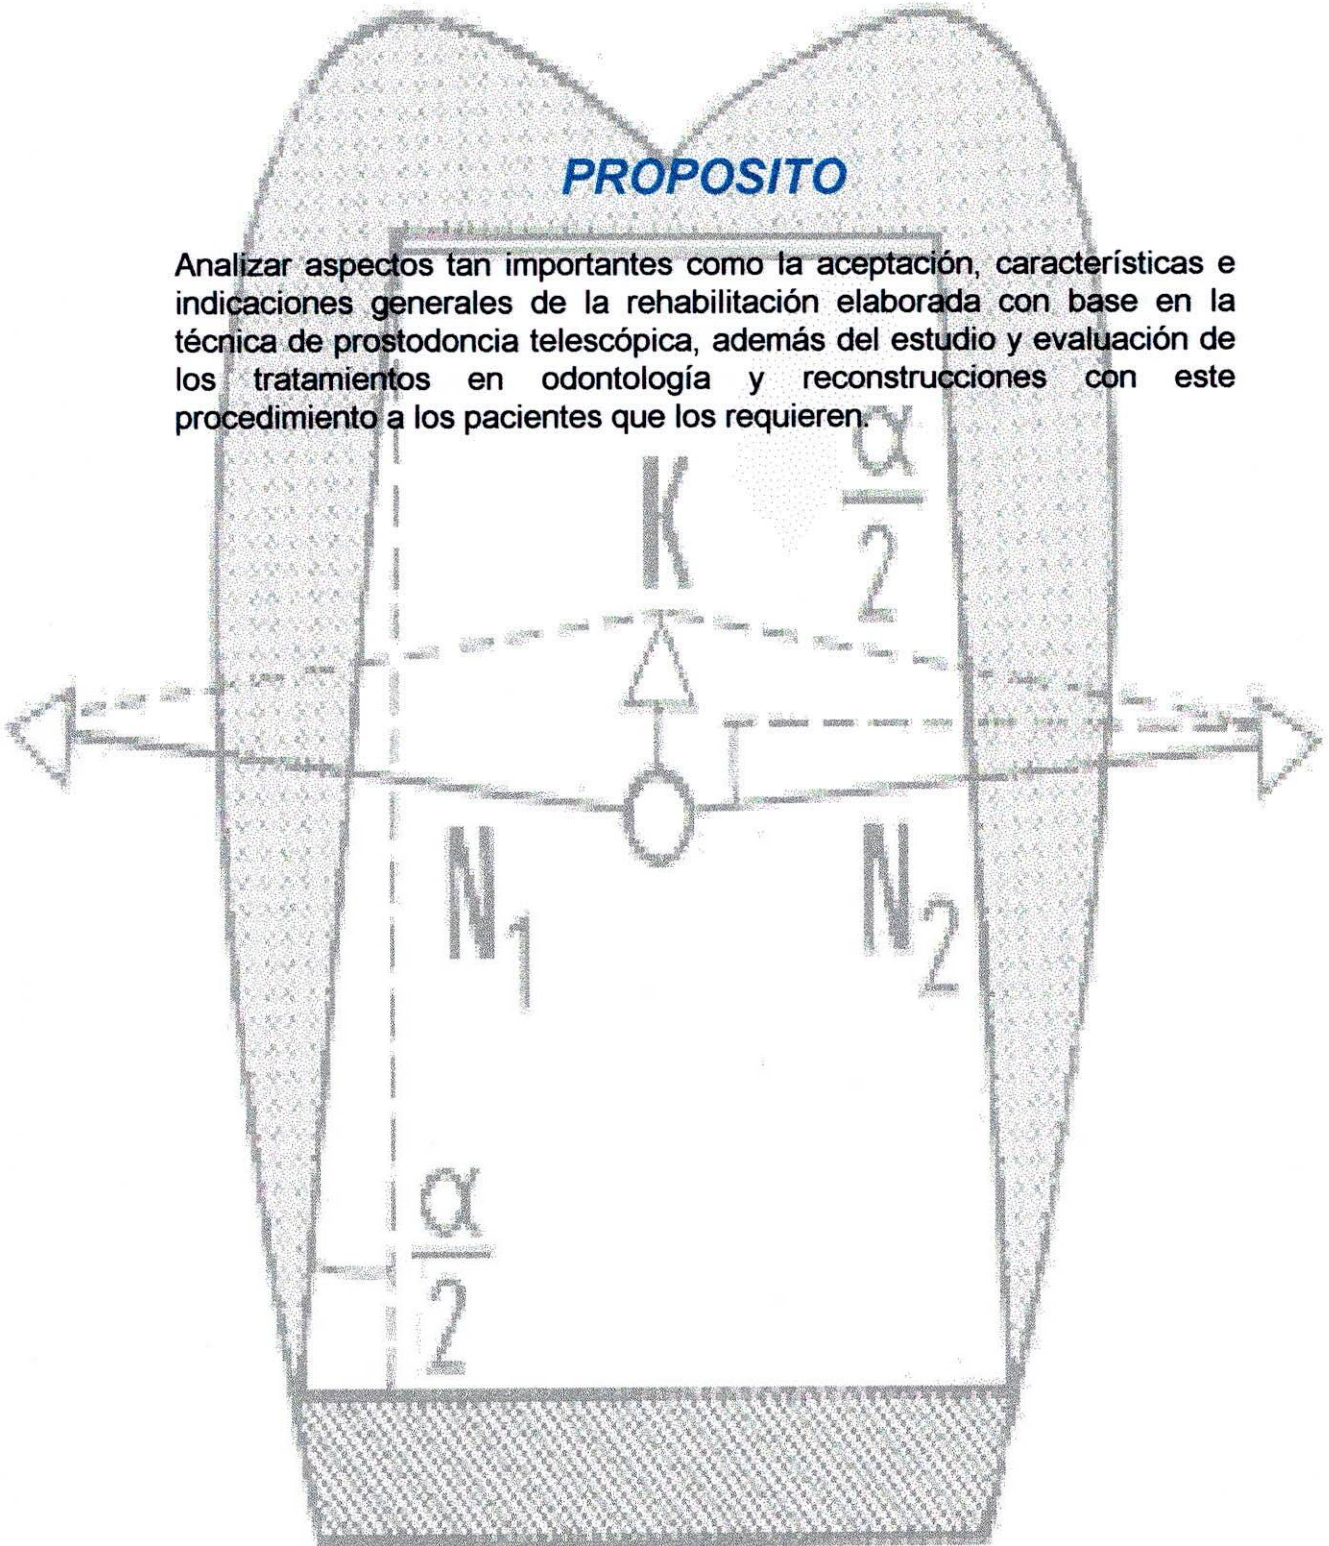 PROPOSITO
Analizar aspectos tan importantes como la aceptación, características e
indicaciones generales de la rehabilitación elaborada con base en la
técnica de prostodoncia telescópica, además del estudio y evaluación de
los tratamientos en odontología y reconstrucciones con este
procedimiento a los pacientes que los requieren.
K
α
2
N1
N2
α
2